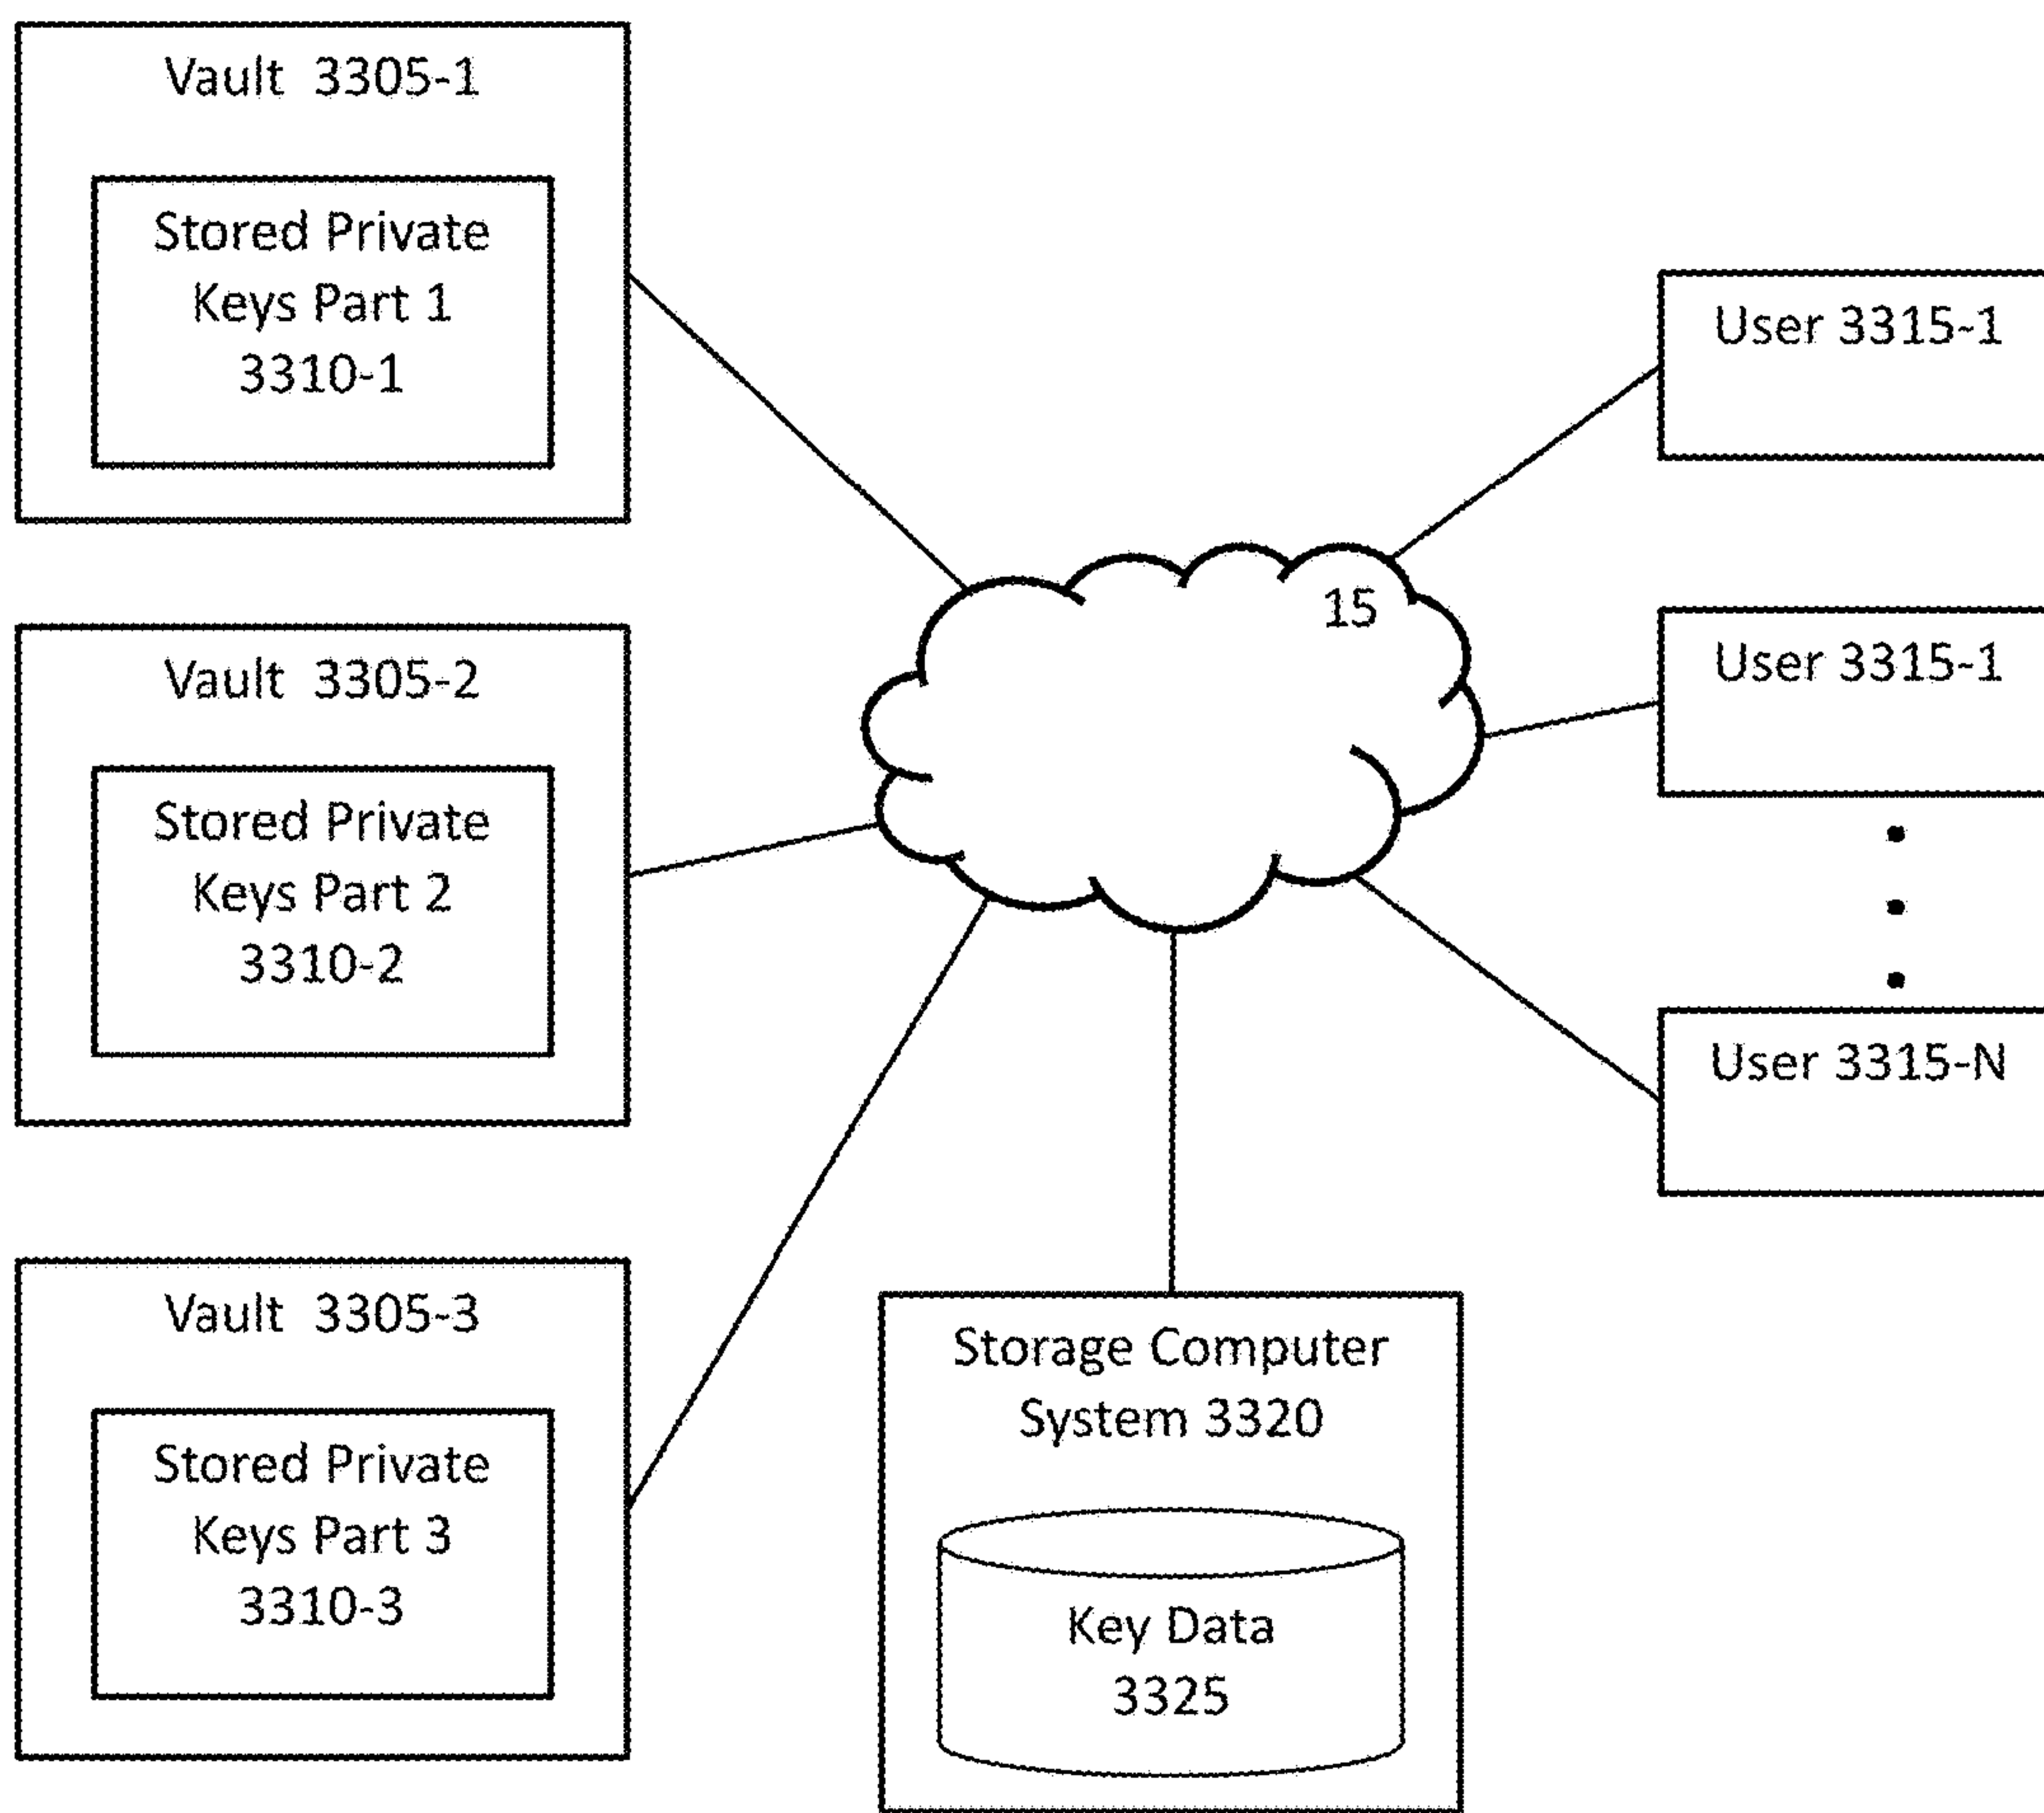 Vault 3305-1
Stored Private
Keys Part 1
3310-1
Vault 3305-2
Stored Private
Keys Part 2
3310-2
Vault 3305-3
Stored Private
Keys Part 3
3310-3
15
User 3315-1
User 3315-1
User 3315-N
Storage Computer
System 3320
Key Data
3325